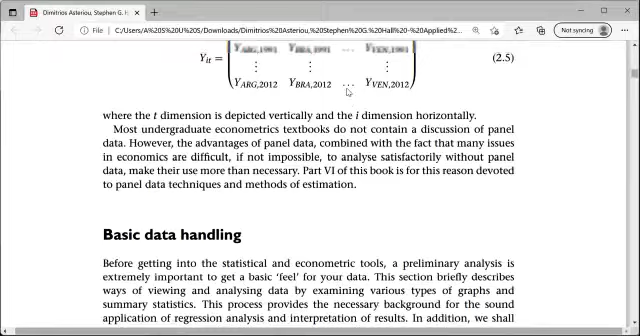 Dimitrios Asteriou, Stephen G. H
File | C:/Users/A%20S%20U%20S/Downloads/Dimitrios%20Asteriou,%20Stephen%20G.%20Hall%20-%20Applied%2...
Not syncing
Y_ARG,1991 Y_BRA,1991 ... Y_VEN,1991
Y_it = ⋮ ⋮ ⋮ (2.5)
Y_ARG,2012 Y_BRA,2012 ... Y_VEN,2012
where the t dimension is depicted vertically and the i dimension horizontally.
Most undergraduate econometrics textbooks do not contain a discussion of panel
data. However, the advantages of panel data, combined with the fact that many issues
in economics are difficult, if not impossible, to analyse satisfactorily without panel
data, make their use more than necessary. Part VI of this book is for this reason devoted
to panel data techniques and methods of estimation.
Basic data handling
Before getting into the statistical and econometric tools, a preliminary analysis is
extremely important to get a basic ‘feel’ for your data. This section briefly describes
ways of viewing and analysing data by examining various types of graphs and
summary statistics. This process provides the necessary background for the sound
application of regression analysis and interpretation of results. In addition, we shall